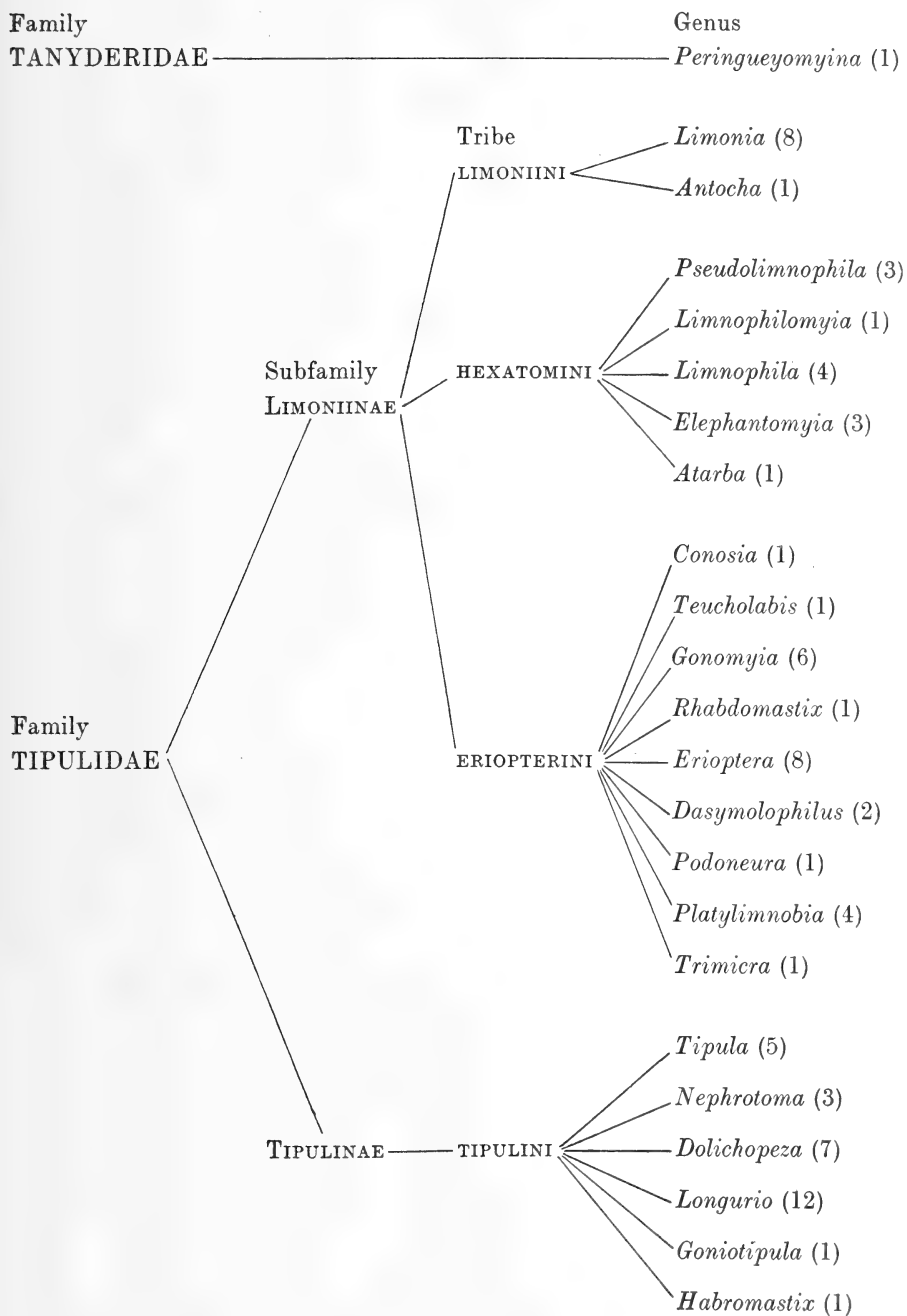 Family Genus
TANYDERIDAE Peringueyomyina (1)
Tribe Limonia (8)
LIMONIINI
Antocha (1)
Pseudolimnophila (3)
Limnophilomyia (1)
Subfamily HEXATOMINI Limnophila (4)
LIMONIINAE
Elephantomyia (3)
Atarba (1)
Conosia (1)
Teucholabis (1)
Gonomyia (6)
Family Rhabdomastix (1)
TIPULIDAE ERIOPTERINI Erioptera (8)
Dasymolophilus (2)
Podoneura (1)
Platylimnobia (4)
Trimicra (1)
Tipula (5)
Nephrotoma (3)
TIPULINAE TIPULINI Dolichopeza (7)
Longurio (12)
Goniotipula (1)
Habromastix (1)